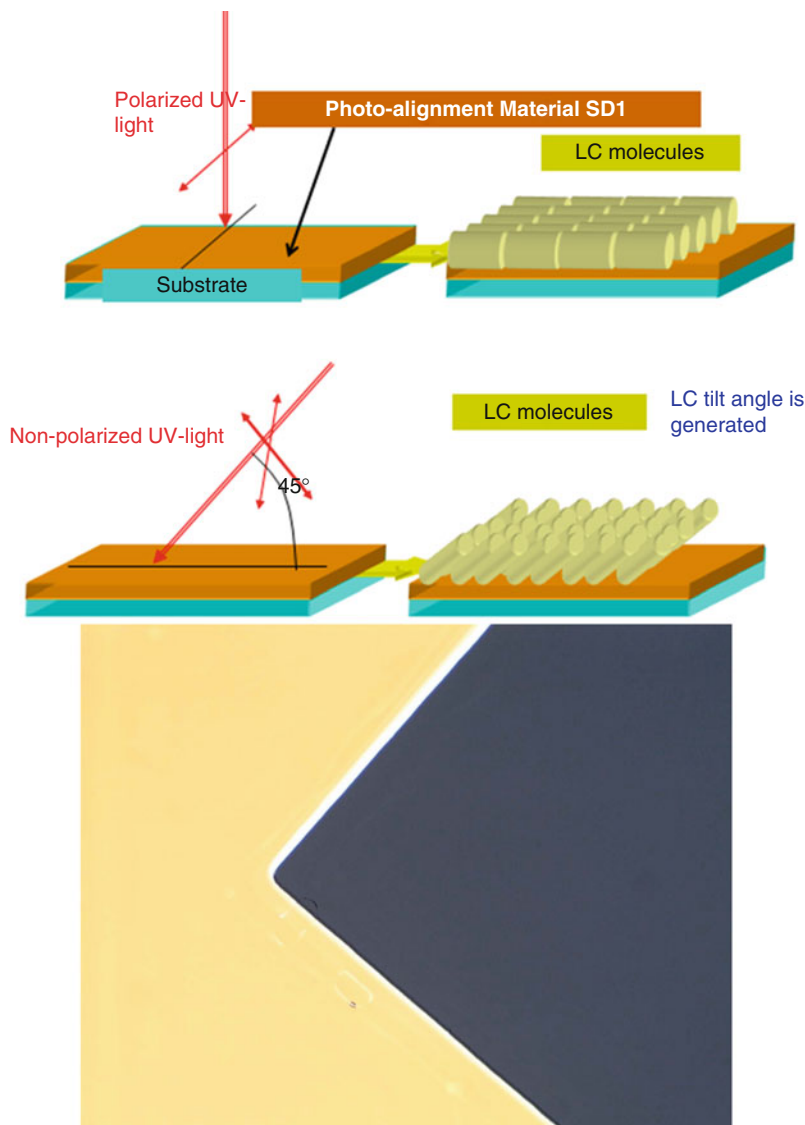 Polarized UV-
light
Photo-alignment Material SD1
LC molecules
Substrate
Non-polarized UV-light
45°
LC molecules
LC tilt angle is
generated